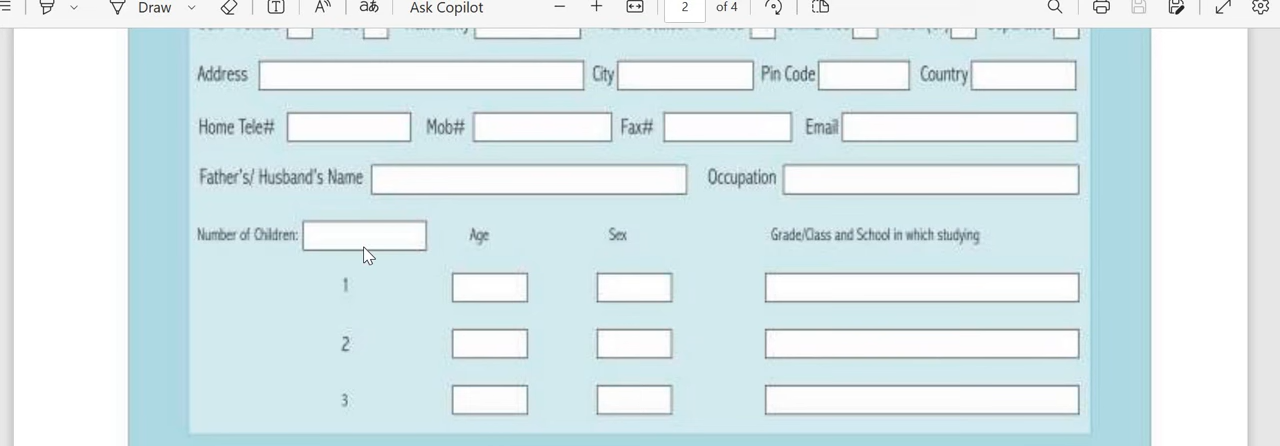 Draw
Ask Copilot
2 of 4
Address City Pin Code Country
Home Tele# Mob# Fax# Email
Father's/ Husband's Name Occupation
Number of Children: Age Sex Grade/Class and School in which studying
1
2
3